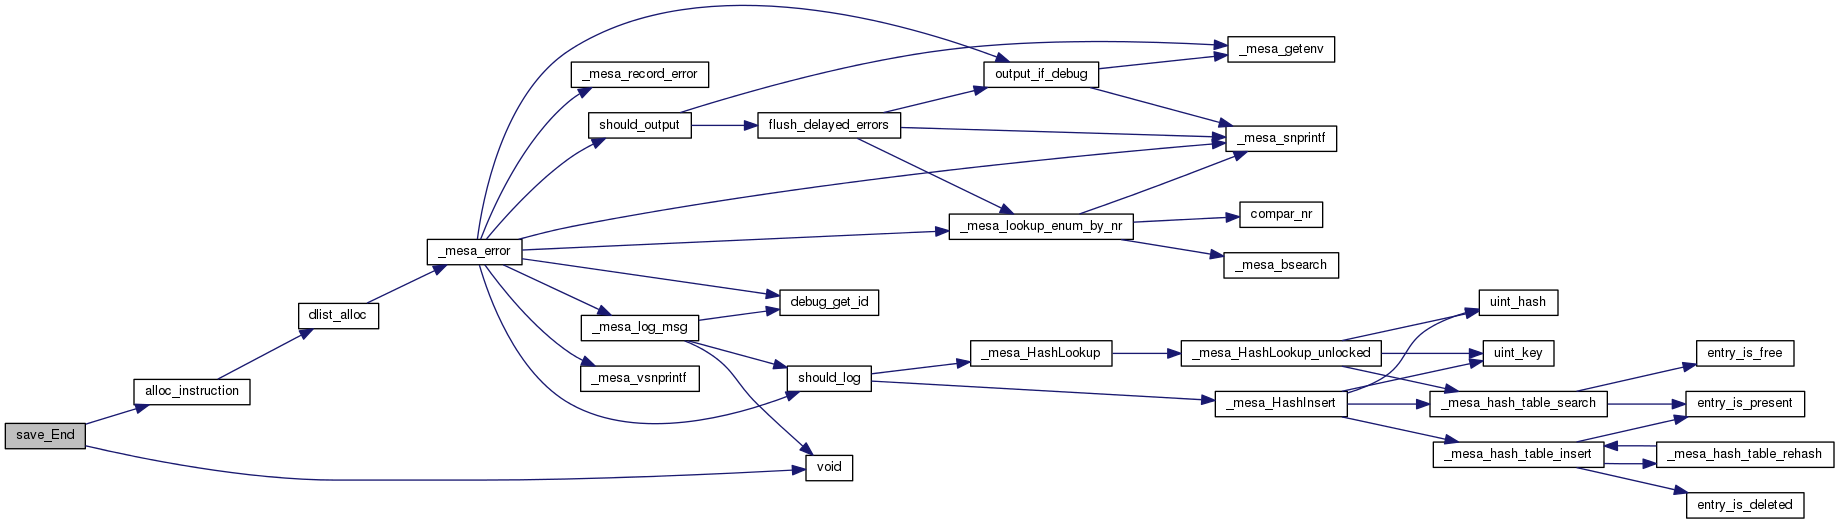 save_End
alloc_instruction
dlist_alloc
_mesa_error
_mesa_record_error
should_output
_mesa_log_msg
_mesa_vsnprintf
flush_delayed_errors
debug_get_id
should_log
void
output_if_debug
_mesa_lookup_enum_by_nr
_mesa_HashLookup
_mesa_getenv
_mesa_snprintf
compar_nr
_mesa_bsearch
_mesa_HashLookup_unlocked
_mesa_HashInsert
uint_hash
uint_key
_mesa_hash_table_search
_mesa_hash_table_insert
entry_is_free
entry_is_present
_mesa_hash_table_rehash
entry_is_deleted